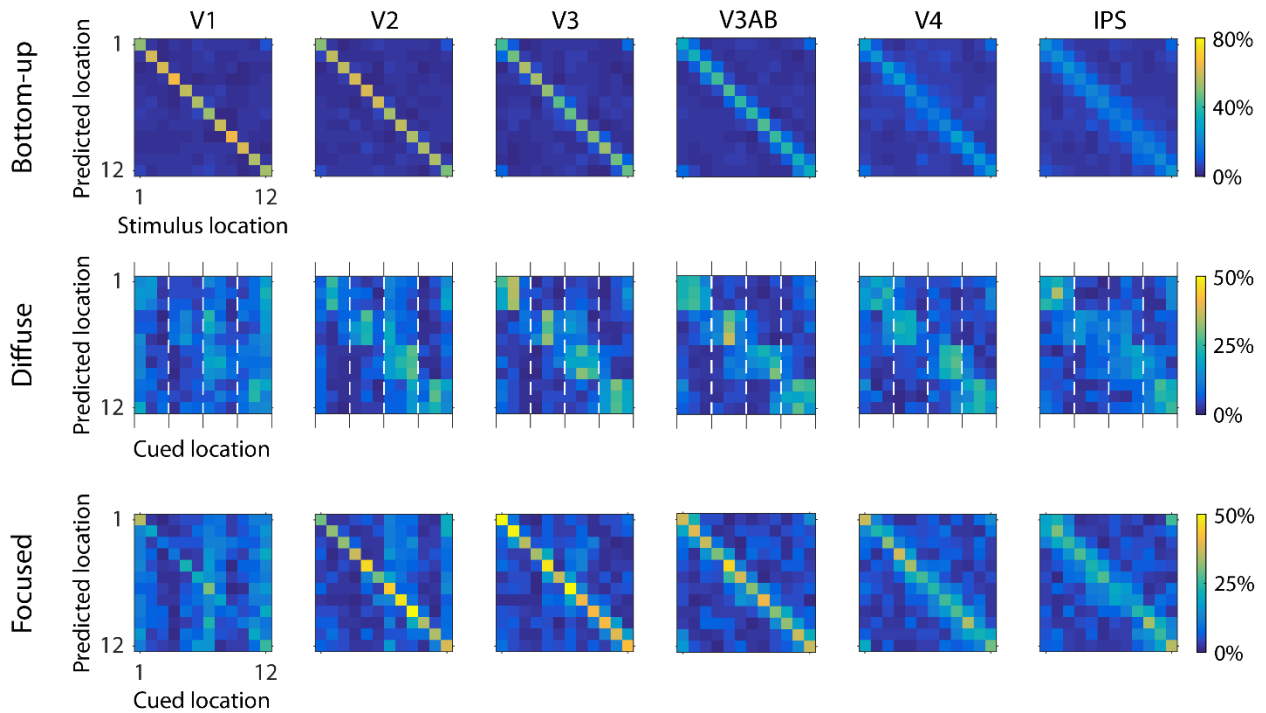 V1 V2 V3 V3AB V4 IPS
Bottom-up
Predicted location
1
12
1 12
Stimulus location
80%
40%
0%
Diffuse
Predicted location
1
12
Cued location
50%
25%
0%
Focused
Predicted location
1
12
1 12
Cued location
50%
25%
0%